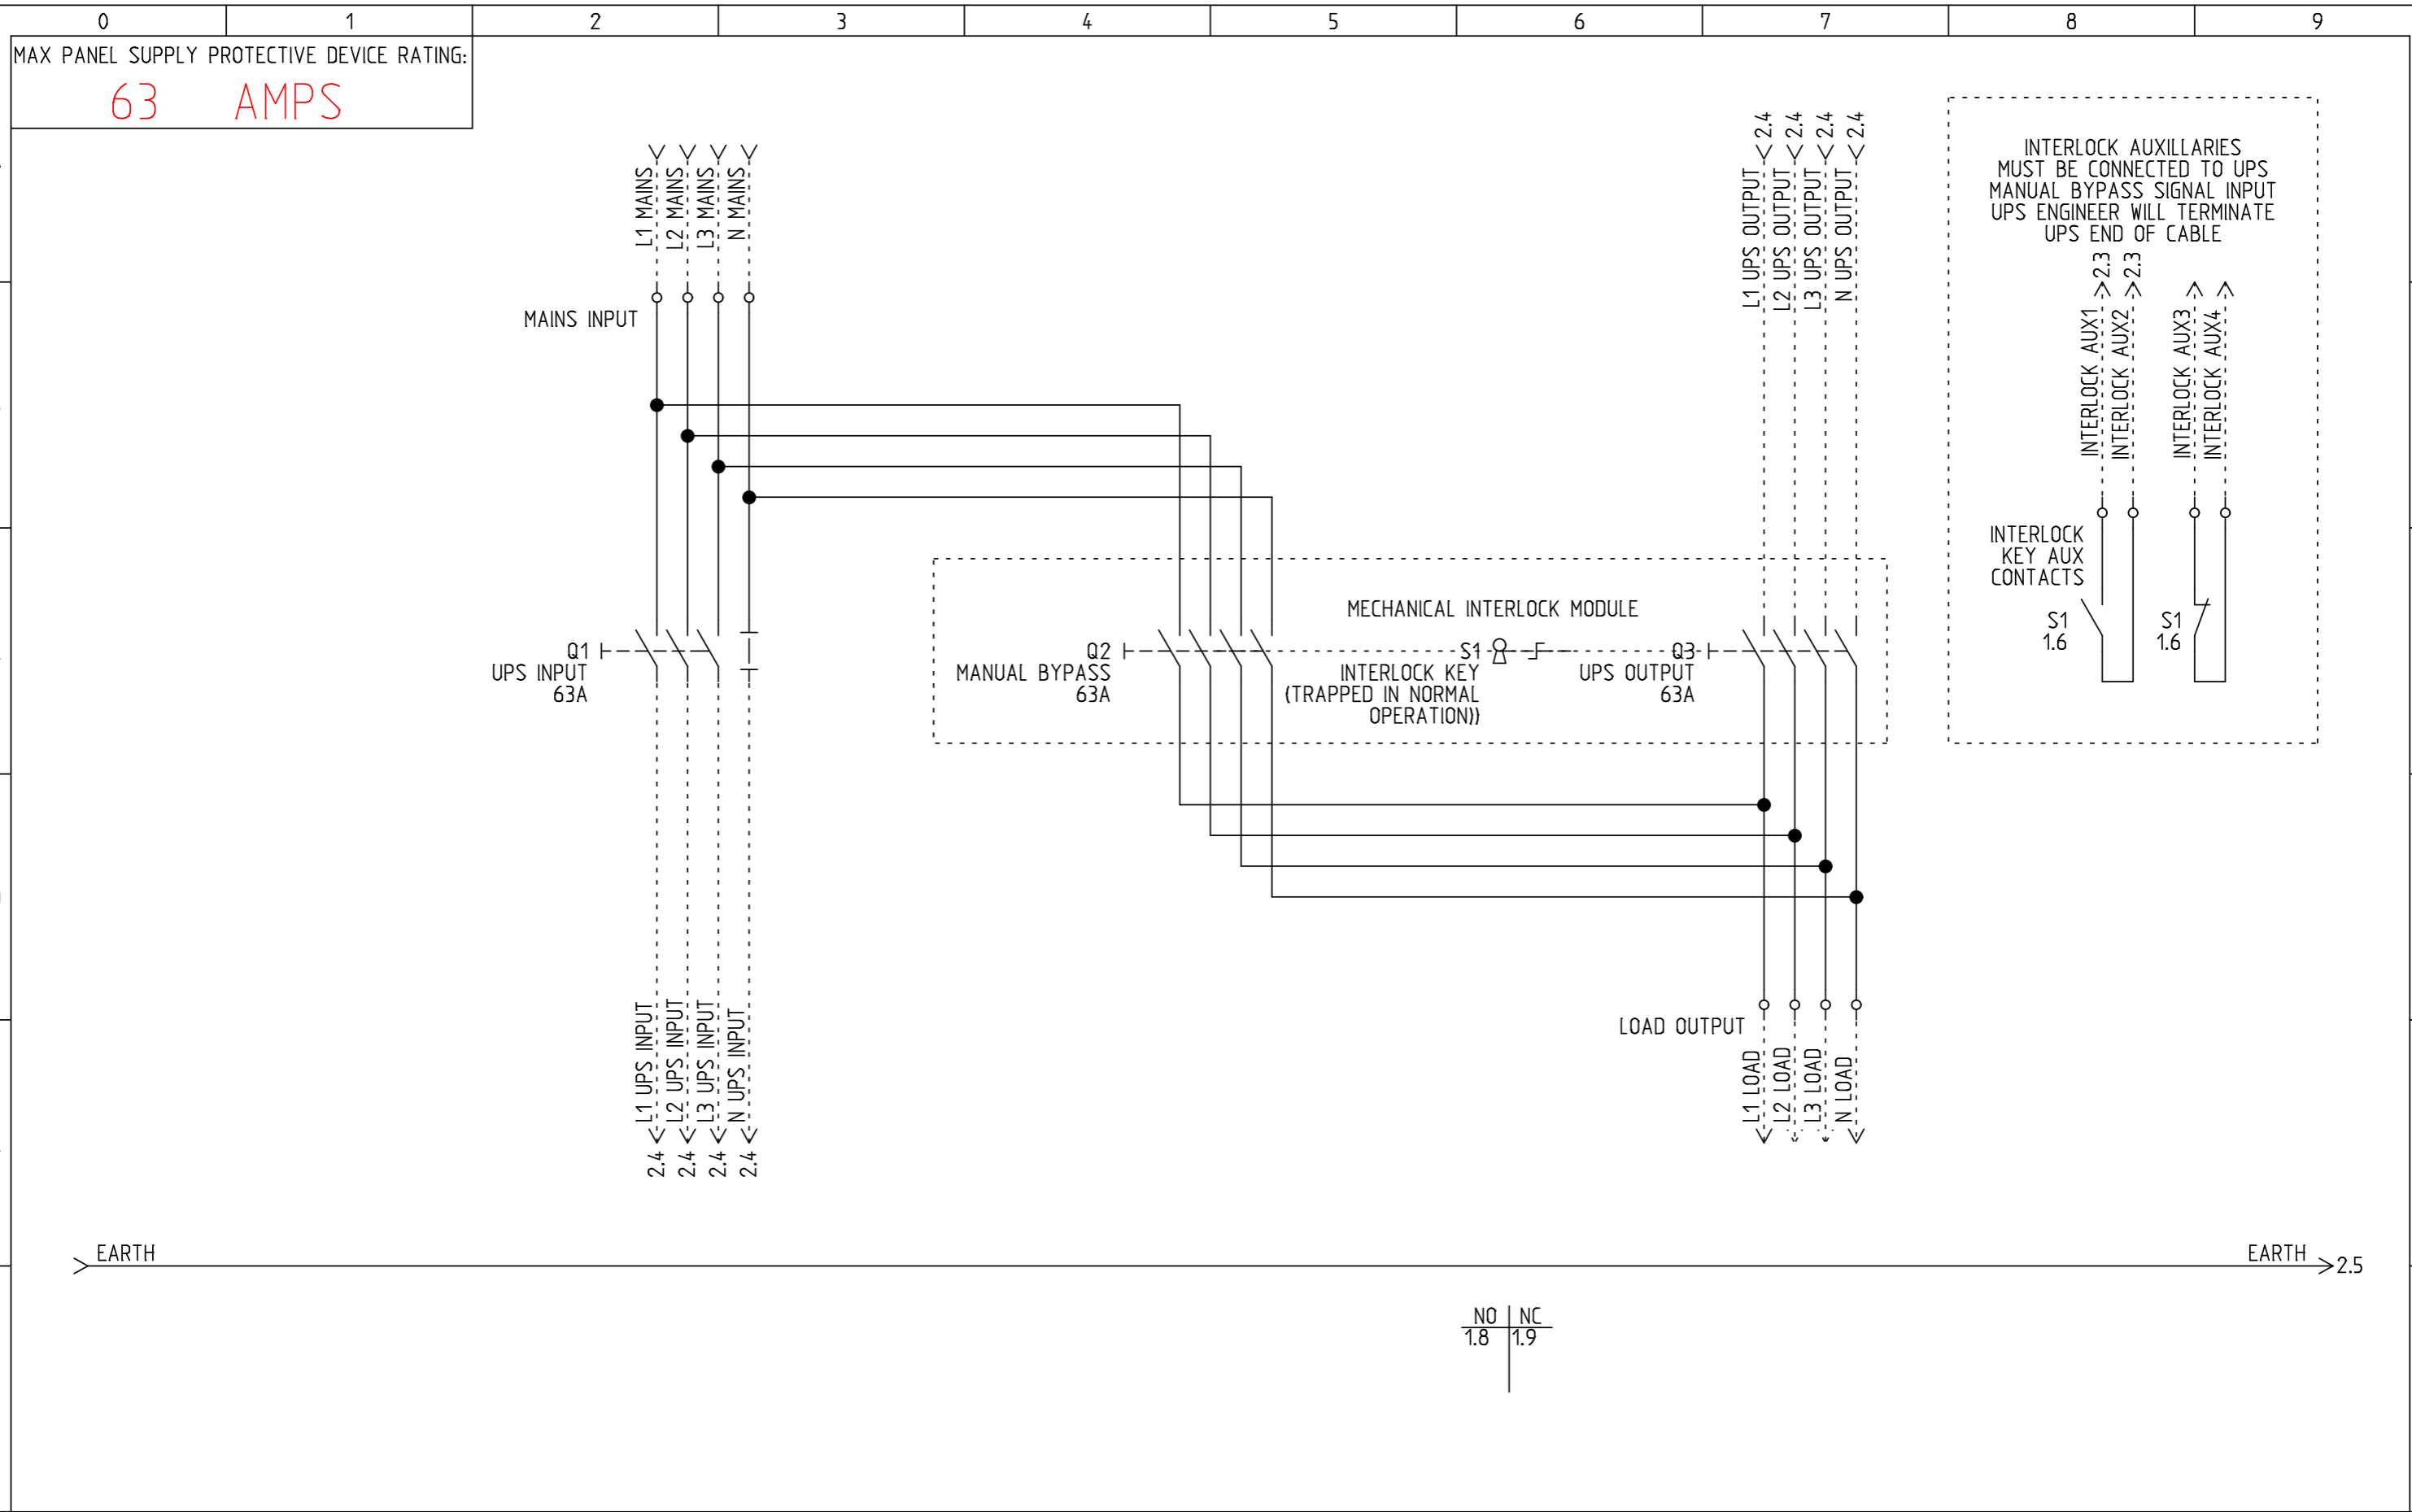 0 1 2 3 4 5 6 7 8 9
MAX PANEL SUPPLY PROTECTIVE DEVICE RATING:
63 AMPS
L1 MAINS
L2 MAINS
L3 MAINS
N MAINS
MAINS INPUT
2.4
2.4
2.4
2.4
L1 UPS OUTPUT
L2 UPS OUTPUT
L3 UPS OUTPUT
N UPS OUTPUT
INTERLOCK AUXILLARIES
MUST BE CONNECTED TO UPS
MANUAL BYPASS SIGNAL INPUT
UPS ENGINEER WILL TERMINATE
UPS END OF CABLE
2.3
2.3
INTERLOCK AUX1
INTERLOCK AUX2
INTERLOCK AUX3
INTERLOCK AUX4
INTERLOCK
KEY AUX
CONTACTS
S1
1.6
S1
1.6
Q1
UPS INPUT
63A
MECHANICAL INTERLOCK MODULE
Q2
MANUAL BYPASS
63A
S1
INTERLOCK KEY
(TRAPPED IN NORMAL
OPERATION))
Q3
UPS OUTPUT
63A
L1 UPS INPUT
L2 UPS INPUT
L3 UPS INPUT
N UPS INPUT
2.4
2.4
2.4
2.4
LOAD OUTPUT
L1 LOAD
L2 LOAD
L3 LOAD
N LOAD
EARTH
EARTH
2.5
NO NC
1.8 1.9